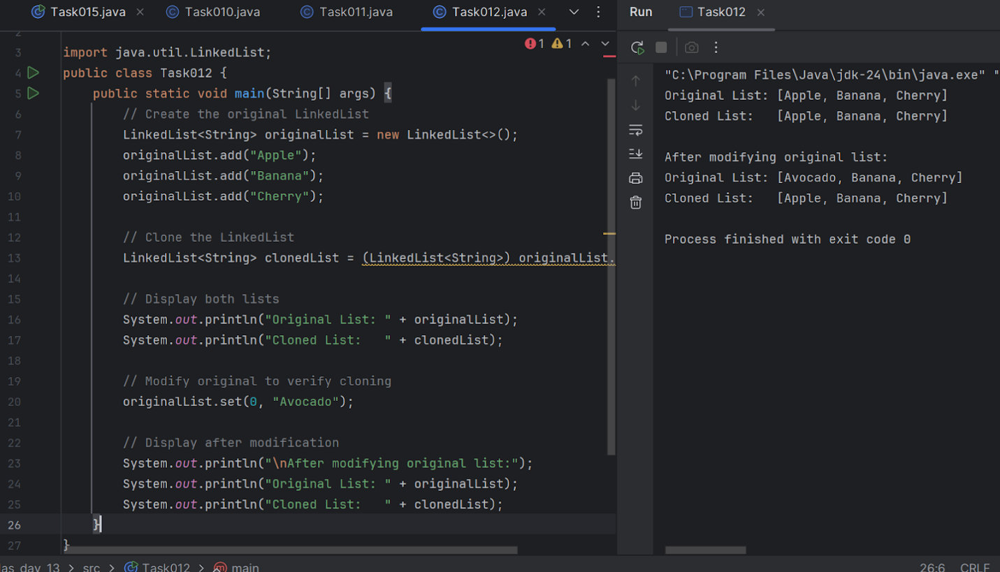 Task015.java Task010.java Task011.java Task012.java
Run Task012
1 1
2
3 import java.util.LinkedList;
4 public class Task012 {
5 public static void main(String[] args) {
6 // Create the original LinkedList
7 LinkedList<String> originalList = new LinkedList<>();
8 originalList.add("Apple");
9 originalList.add("Banana");
10 originalList.add("Cherry");
11
12 // Clone the LinkedList
13 LinkedList<String> clonedList = (LinkedList<String>) originalList.
14
15 // Display both lists
16 System.out.println("Original List: " + originalList);
17 System.out.println("Cloned List:   " + clonedList);
18
19 // Modify original to verify cloning
20 originalList.set(0, "Avocado");
21
22 // Display after modification
23 System.out.println("\nAfter modifying original list:");
24 System.out.println("Original List: " + originalList);
25 System.out.println("Cloned List:   " + clonedList);
26 }
27 }
"C:\Program Files\Java\jdk-24\bin\java.exe" "
Original List: [Apple, Banana, Cherry]
Cloned List:   [Apple, Banana, Cherry]
After modifying original list:
Original List: [Avocado, Banana, Cherry]
Cloned List:   [Apple, Banana, Cherry]
Process finished with exit code 0
as_day_13 > src > Task012 > main
26:6 CRLF